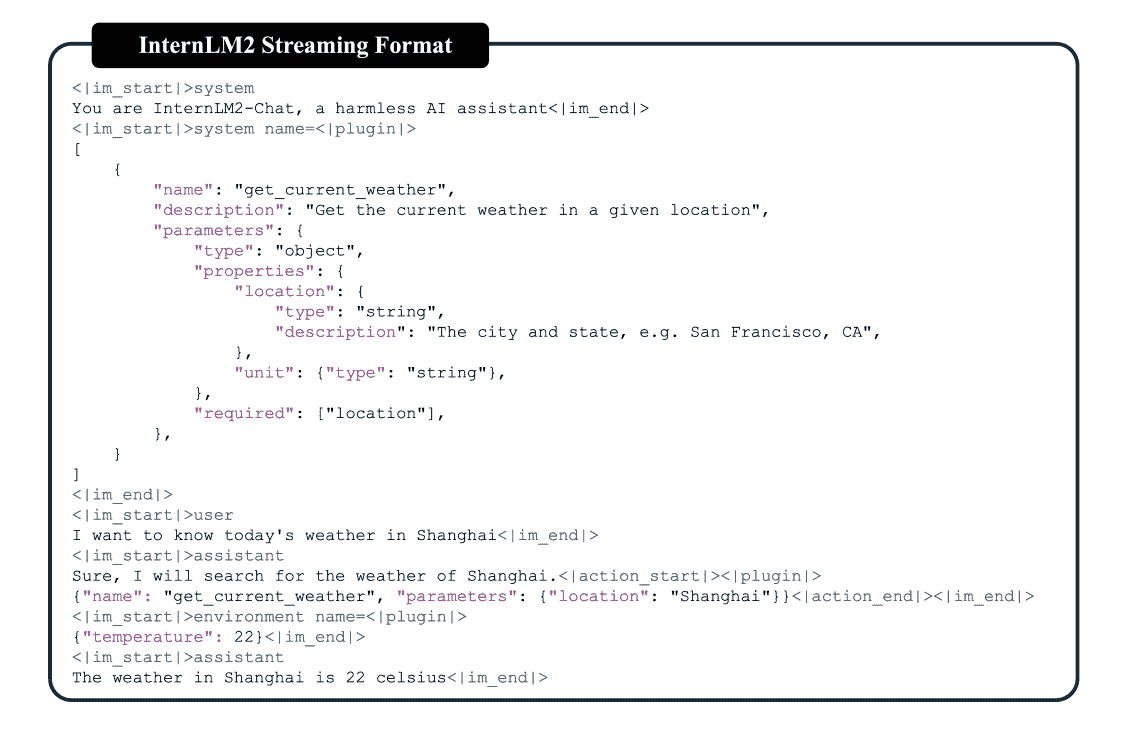 InternLM2 Streaming Format
<|im_start|>system
You are InternLM2-Chat, a harmless AI assistant<|im_end|>
<|im_start|>system name=<|plugin|>
[
    {
        "name": "get_current_weather",
        "description": "Get the current weather in a given location",
        "parameters": {
            "type": "object",
            "properties": {
                "location": {
                    "type": "string",
                    "description": "The city and state, e.g. San Francisco, CA",
                },
                "unit": {"type": "string"},
            },
            "required": ["location"],
        },
    }
]
<|im_end|>
<|im_start|>user
I want to know today's weather in Shanghai<|im_end|>
<|im_start|>assistant
Sure, I will search for the weather of Shanghai.<|action_start|><|plugin|>
{"name": "get_current_weather", "parameters": {"location": "Shanghai"}}<|action_end|><|im_end|>
<|im_start|>environment name=<|plugin|>
{"temperature": 22}<|im_end|>
<|im_start|>assistant
The weather in Shanghai is 22 celsius<|im_end|>